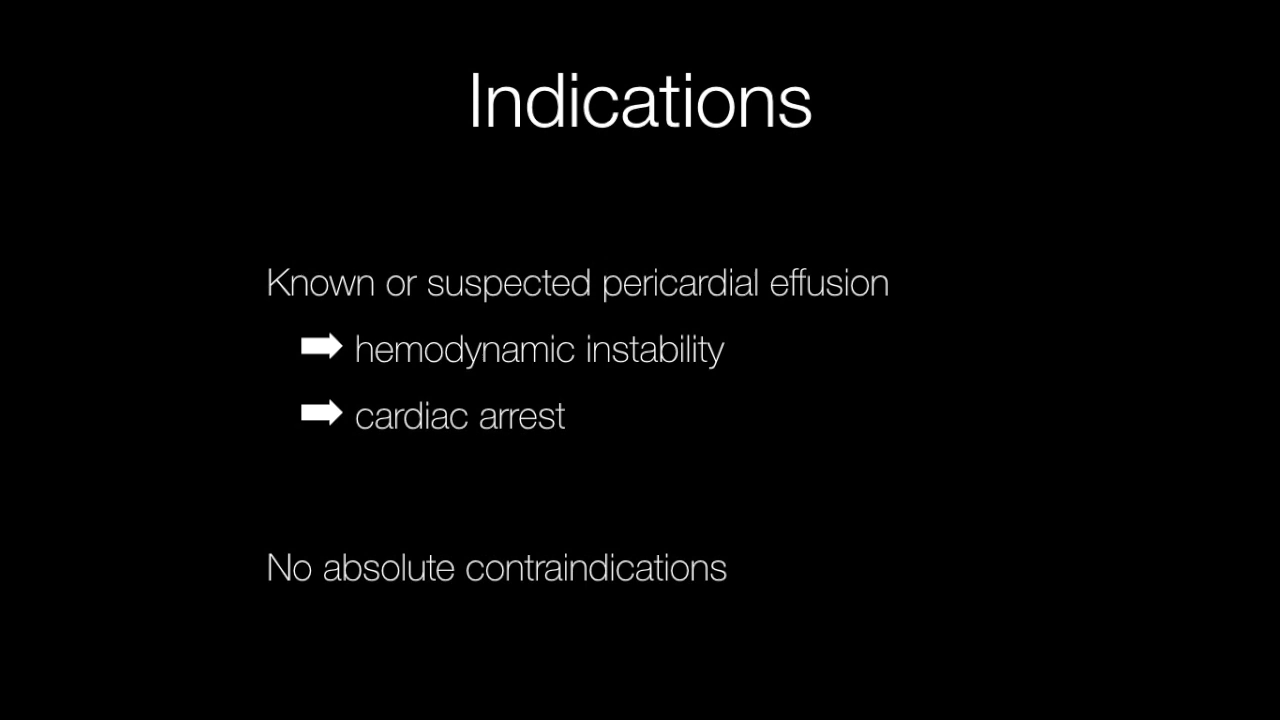 Indications
Known or suspected pericardial effusion
➡ hemodynamic instability
➡ cardiac arrest
No absolute contraindications